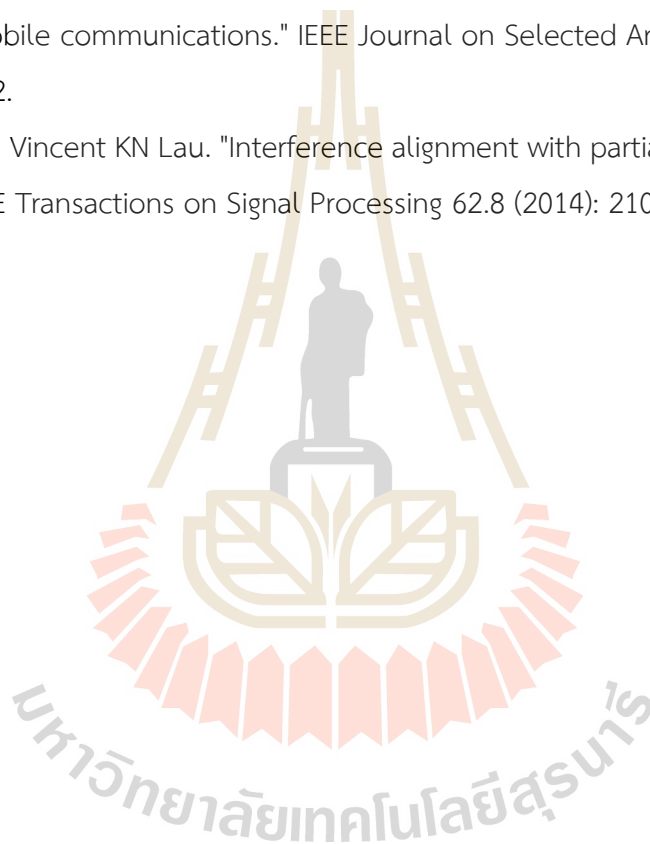 obile communications." IEEE Journal on Selected Ar
2.
Vincent KN Lau. "Interference alignment with partia
E Transactions on Signal Processing 62.8 (2014): 210
มหาวิทยาลัยเทคโนโลยีสุรนารี